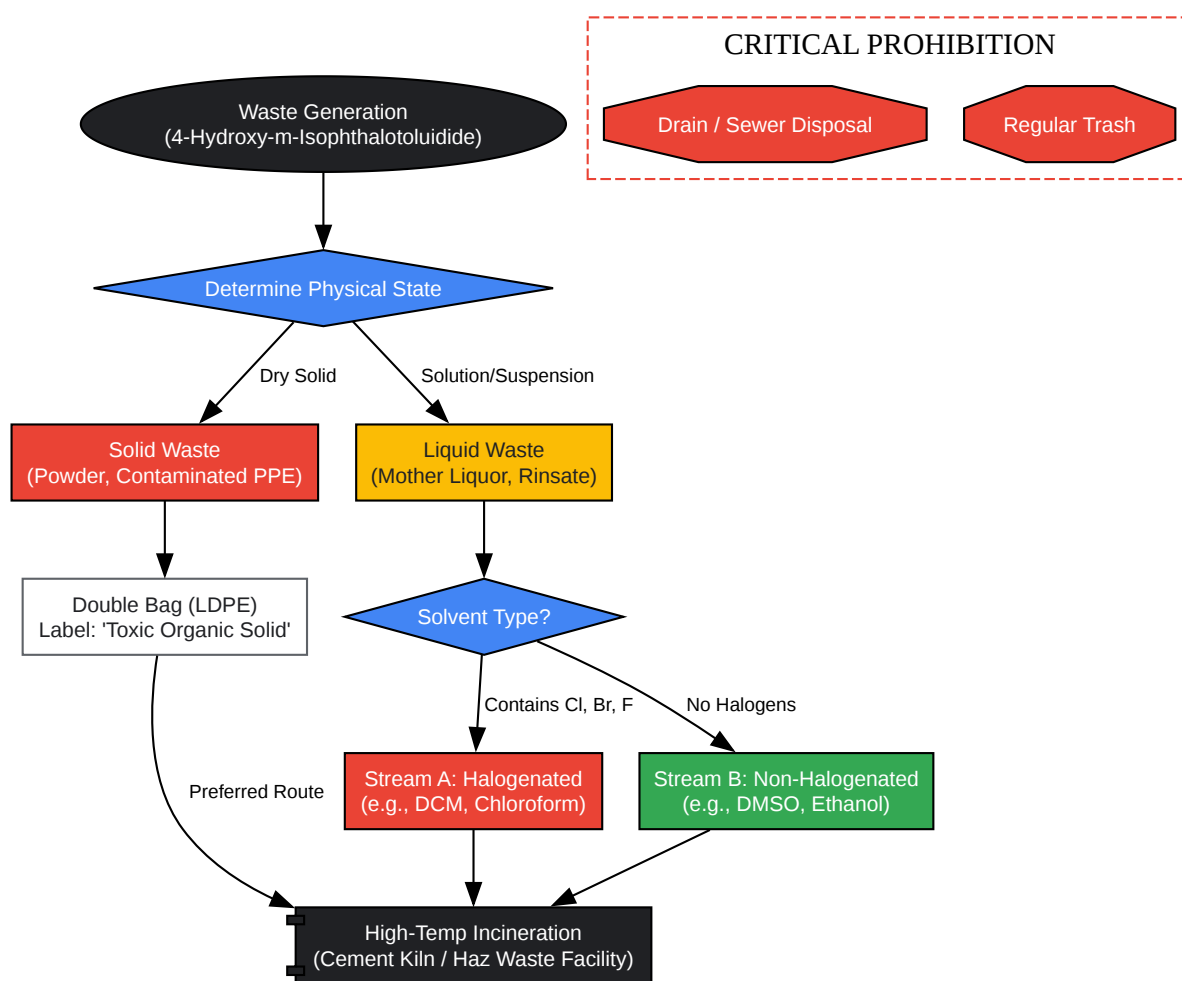 CRITICAL PROHIBITION
Drain / Sewer Disposal
Regular Trash
Waste Generation
(4-Hydroxy-m-Isophthalotoluidide)
Determine Physical State
Dry Solid
Solution/Suspension
Solid Waste
(Powder, Contaminated PPE)
Liquid Waste
(Mother Liquor, Rinsate)
Double Bag (LDPE)
Label: 'Toxic Organic Solid'
Solvent Type?
Contains Cl, Br, F
No Halogens
Preferred Route
Stream A: Halogenated
(e.g., DCM, Chloroform)
Stream B: Non-Halogenated
(e.g., DMSO, Ethanol)
High-Temp Incineration
(Cement Kiln / Haz Waste Facility)